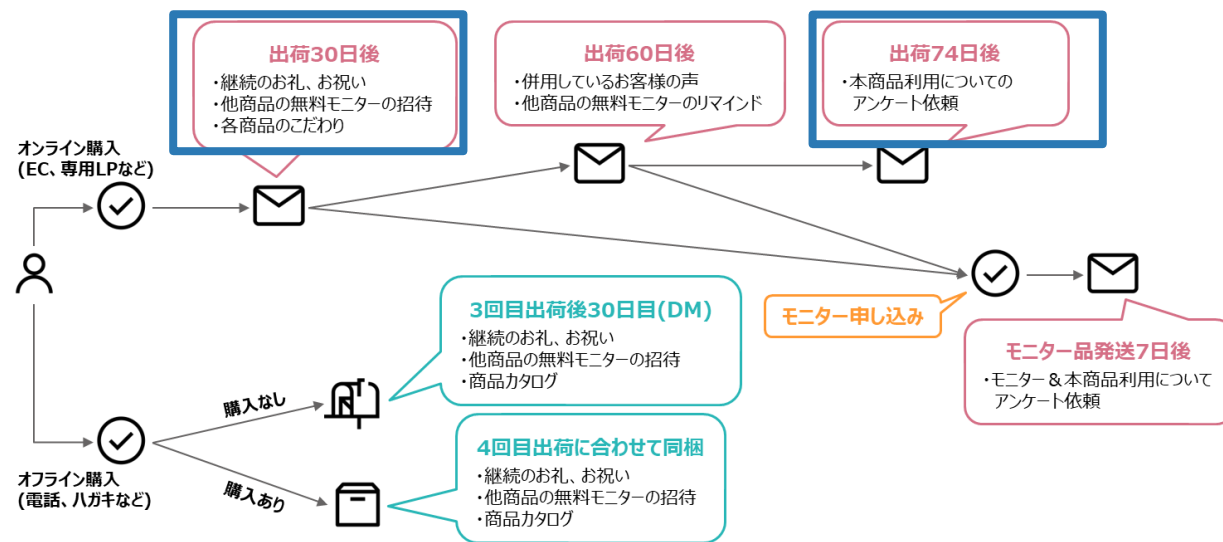 出荷30日後
・継続のお礼、お祝い
・他商品の無料モニターの招待
・各商品のこだわり
出荷60日後
・併用しているお客様の声
・他商品の無料モニターのリマインド
出荷74日後
・本商品利用についての
アンケート依頼
オンライン購入
(EC、専用LPなど)
モニター申し込み
モニター品発送7日後
・モニター＆本商品利用について
アンケート依頼
3回目出荷後30日目(DM)
・継続のお礼、お祝い
・他商品の無料モニターの招待
・商品カタログ
購入なし
購入あり
4回目出荷に合わせて同梱
・継続のお礼、お祝い
・他商品の無料モニターの招待
・商品カタログ
オフライン購入
(電話、ハガキなど)